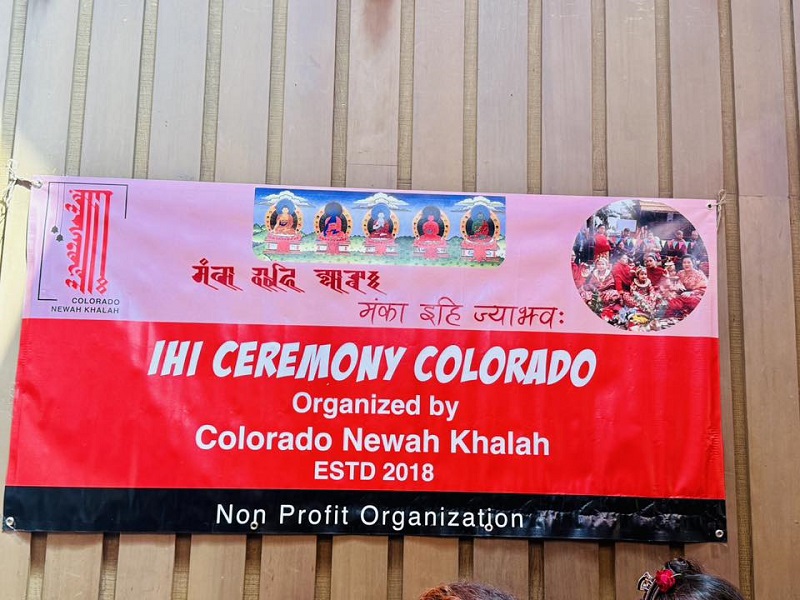 COLORADO
NEWAH KHALAH
मंका इहि ज्याझ्वः
IHI CEREMONY COLORADO
Organized by
Colorado Newah Khalah
ESTD 2018
Non Profit Organization